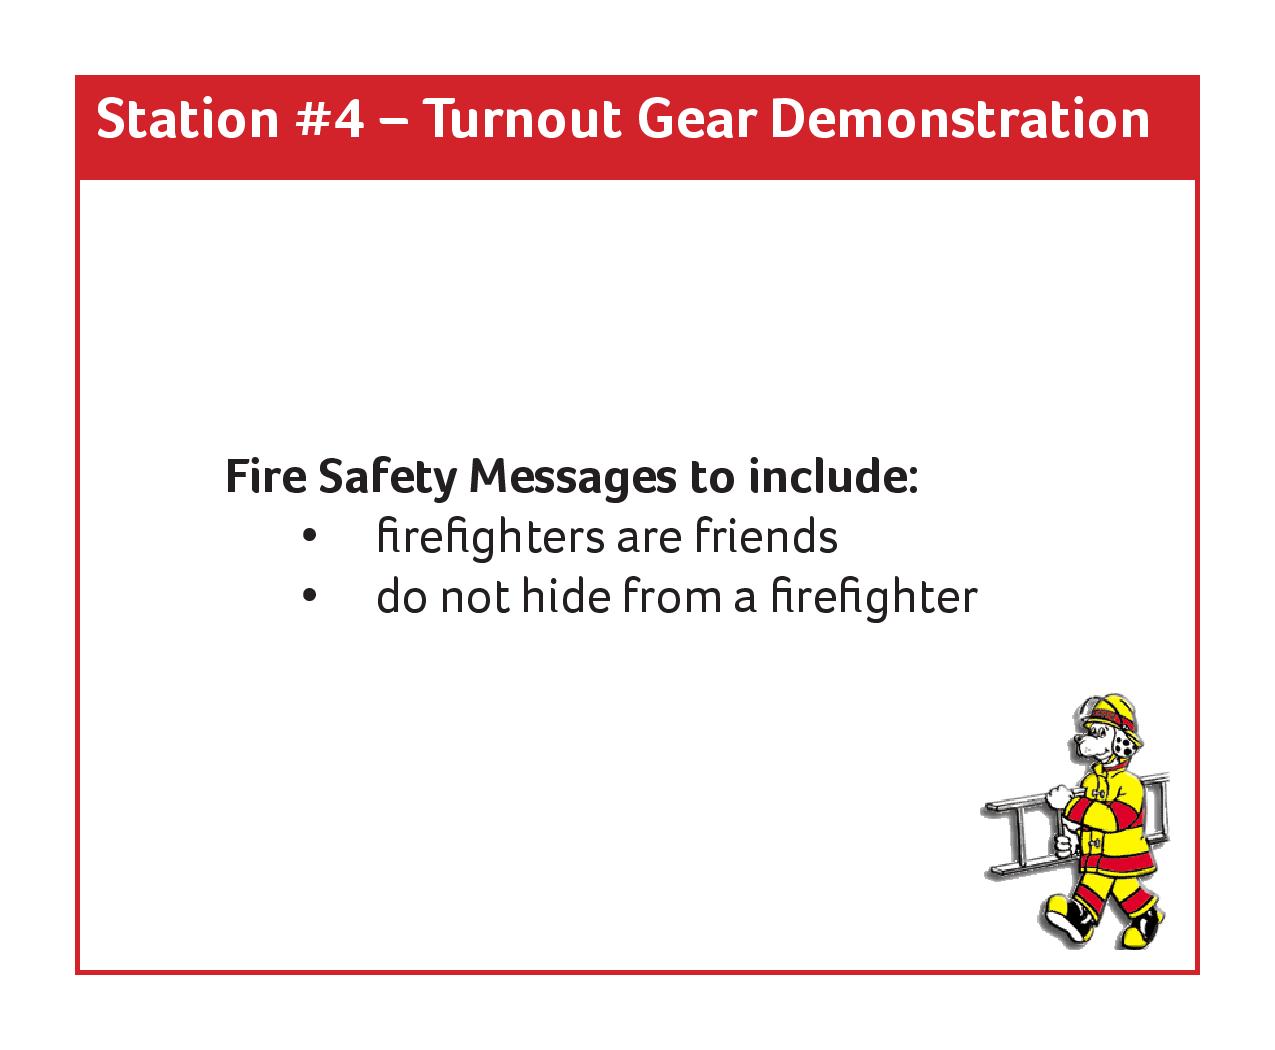 Station #4 – Turnout Gear Demonstration
Fire Safety Messages to include:
• firefighters are friends
• do not hide from a firefighter